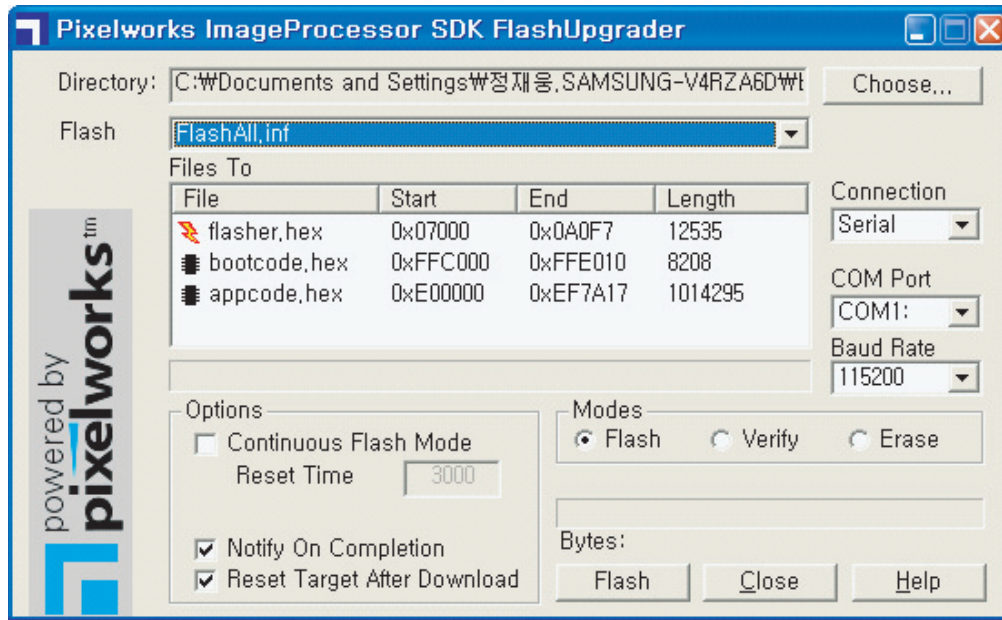 Pixelworks ImageProcessor SDK FlashUpgrader
Directory: C:₩Documents and Settings₩정재웅.SAMSUNG-V4RZA6D₩ Choose...
Flash FlashAll.inf
Files To
File Start End Length
flasher.hex 0x07000 0x0A0F7 12535
bootcode.hex 0xFFC000 0xFFE010 8208
appcode.hex 0xE00000 0xEF7A17 1014295
Connection
Serial
COM Port
COM1:
Baud Rate
115200
powered by
pixelworks tm
Options
Continuous Flash Mode
Reset Time 3000
Notify On Completion
Reset Target After Download
Modes
Flash Verify Erase
Bytes:
Flash Close Help